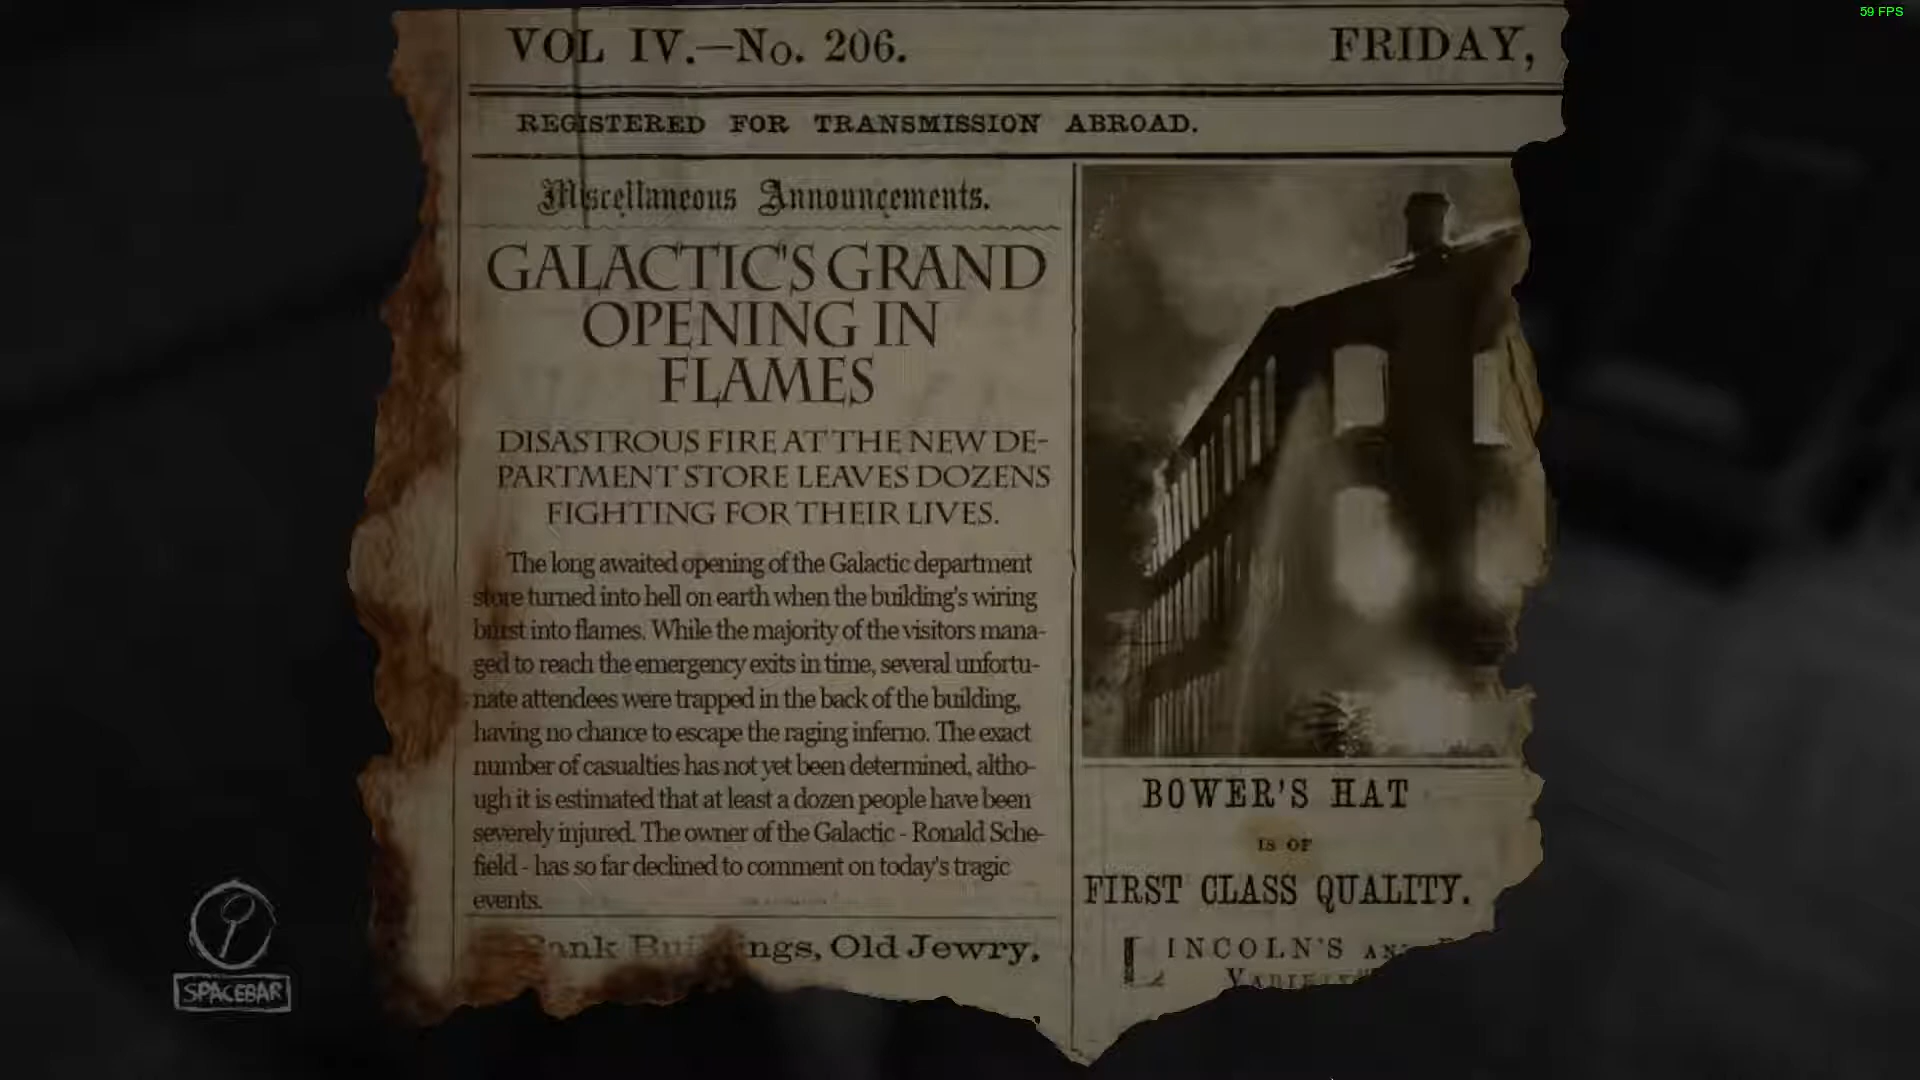 59 FPS
VOL IV.—No. 206.
FRIDAY,
REGISTERED FOR TRANSMISSION ABROAD.
Miscellaneous Announcements.
GALACTIC'S GRAND
OPENING IN
FLAMES
DISASTROUS FIRE AT THE NEW DE-
PARTMENT STORE LEAVES DOZENS
FIGHTING FOR THEIR LIVES.
The long awaited opening of the Galactic department
store turned into hell on earth when the building's wiring
burst into flames. While the majority of the visitors mana-
ged to reach the emergency exits in time, several unfortu-
nate attendees were trapped in the back of the building,
having no chance to escape the raging inferno. The exact
number of casualties has not yet been determined, altho-
ugh it is estimated that at least a dozen people have been
severely injured. The owner of the Galactic - Ronald Sche-
field - has so far declined to comment on today's tragic
events.
Bank Buildings, Old Jewry,
BOWER'S HAT
IS OF
FIRST CLASS QUALITY.
LINCOLN'S
SPACEBAR